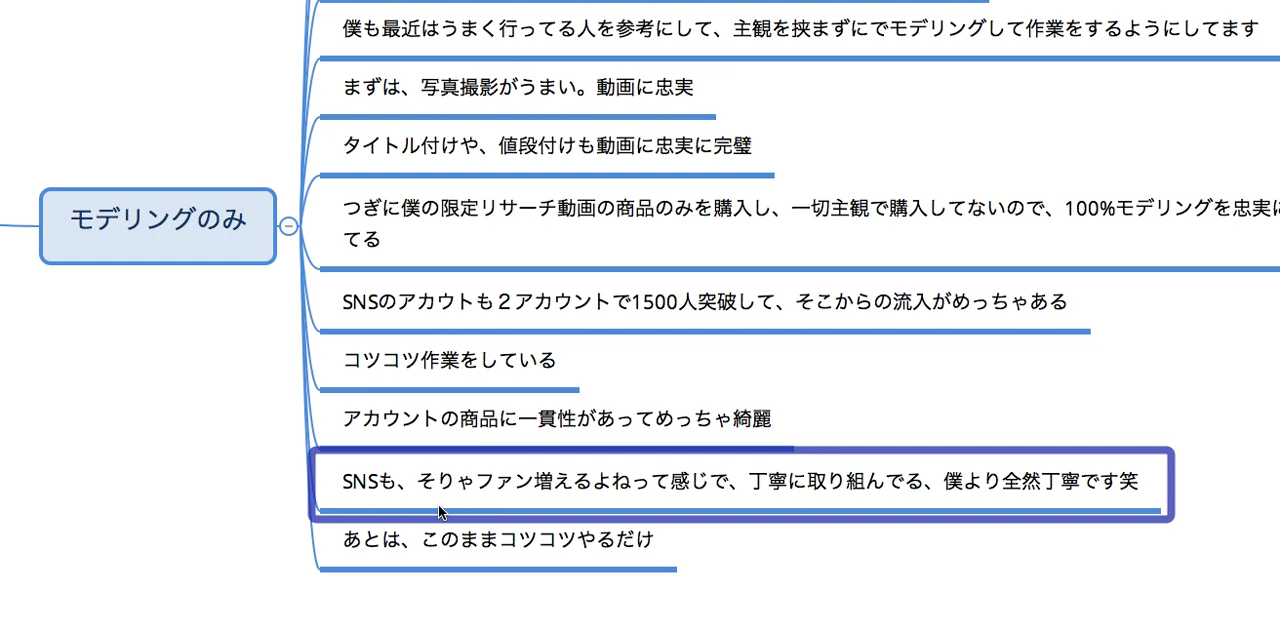 僕も最近はうまく行ってる人を参考にして、主観を挟まずにでモデリングして作業をするようにしてます
まずは、写真撮影がうまい。動画に忠実
タイトル付けや、値段付けも動画に忠実に完璧
モデリングのみ
つぎに僕の限定リサーチ動画の商品のみを購入し、一切主観で購入してないので、100%モデリングを忠実に
てる
SNSのアカウトも２アカウントで1500人突破して、そこからの流入がめっちゃある
コツコツ作業をしている
アカウントの商品に一貫性があってめっちゃ綺麗
SNSも、そりゃファン増えるよねって感じで、丁寧に取り組んでる、僕より全然丁寧です笑
あとは、このままコツコツやるだけ